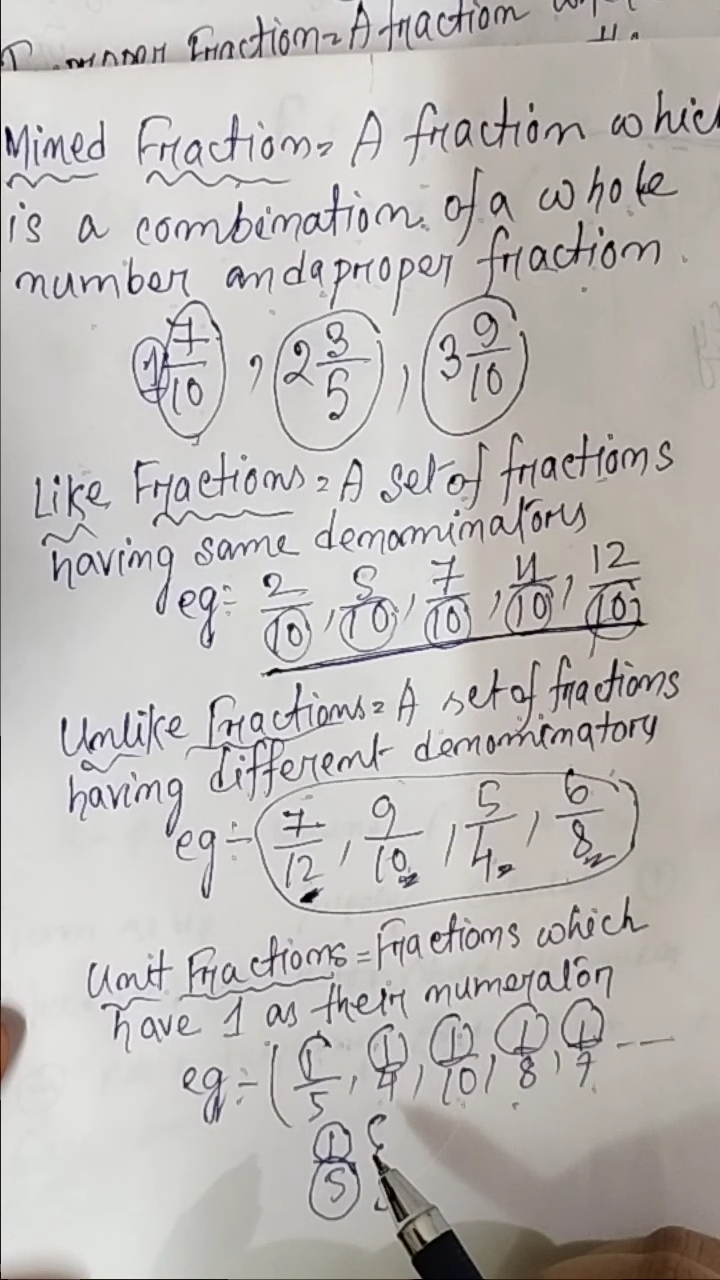 Fraction = A fraction
Mixed Fraction = A fraction which
is a combination of a whole
number and a proper fraction.
1 7/10, 2 3/5, 3 9/10
Like Fractions = A set of fractions
having same denominators
eg:- 2/10, 5/10, 7/10, 4/10, 12/10,
Unlike Fractions = A set of fractions
having different denominators
eg:- 7/12, 9/10, 5/4, 6/8
Unit Fractions = Fractions which
have 1 as their numerator
eg:- ( 1/5, 1/4, 1/10, 1/8, 1/7 ---
1/5